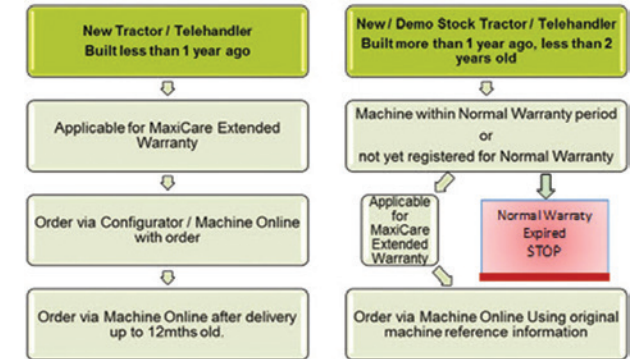 New Tractor / Telehandler
Built less than 1 year ago
Applicable for MaxiCare Extended
Warranty
Order via Configurator / Machine Online
with order
Order via Machine Online after delivery
up to 12mths old.
New / Demo Stock Tractor / Telehandler
Built more than 1 year ago, less than 2
years old
Machine within Normal Warranty period
or
not yet registered for Normal Warranty
Applicable
for
MaxiCare
Extended
Warranty
Normal Warraty
Expired
STOP
Order via Machine Online Using original
machine reference information